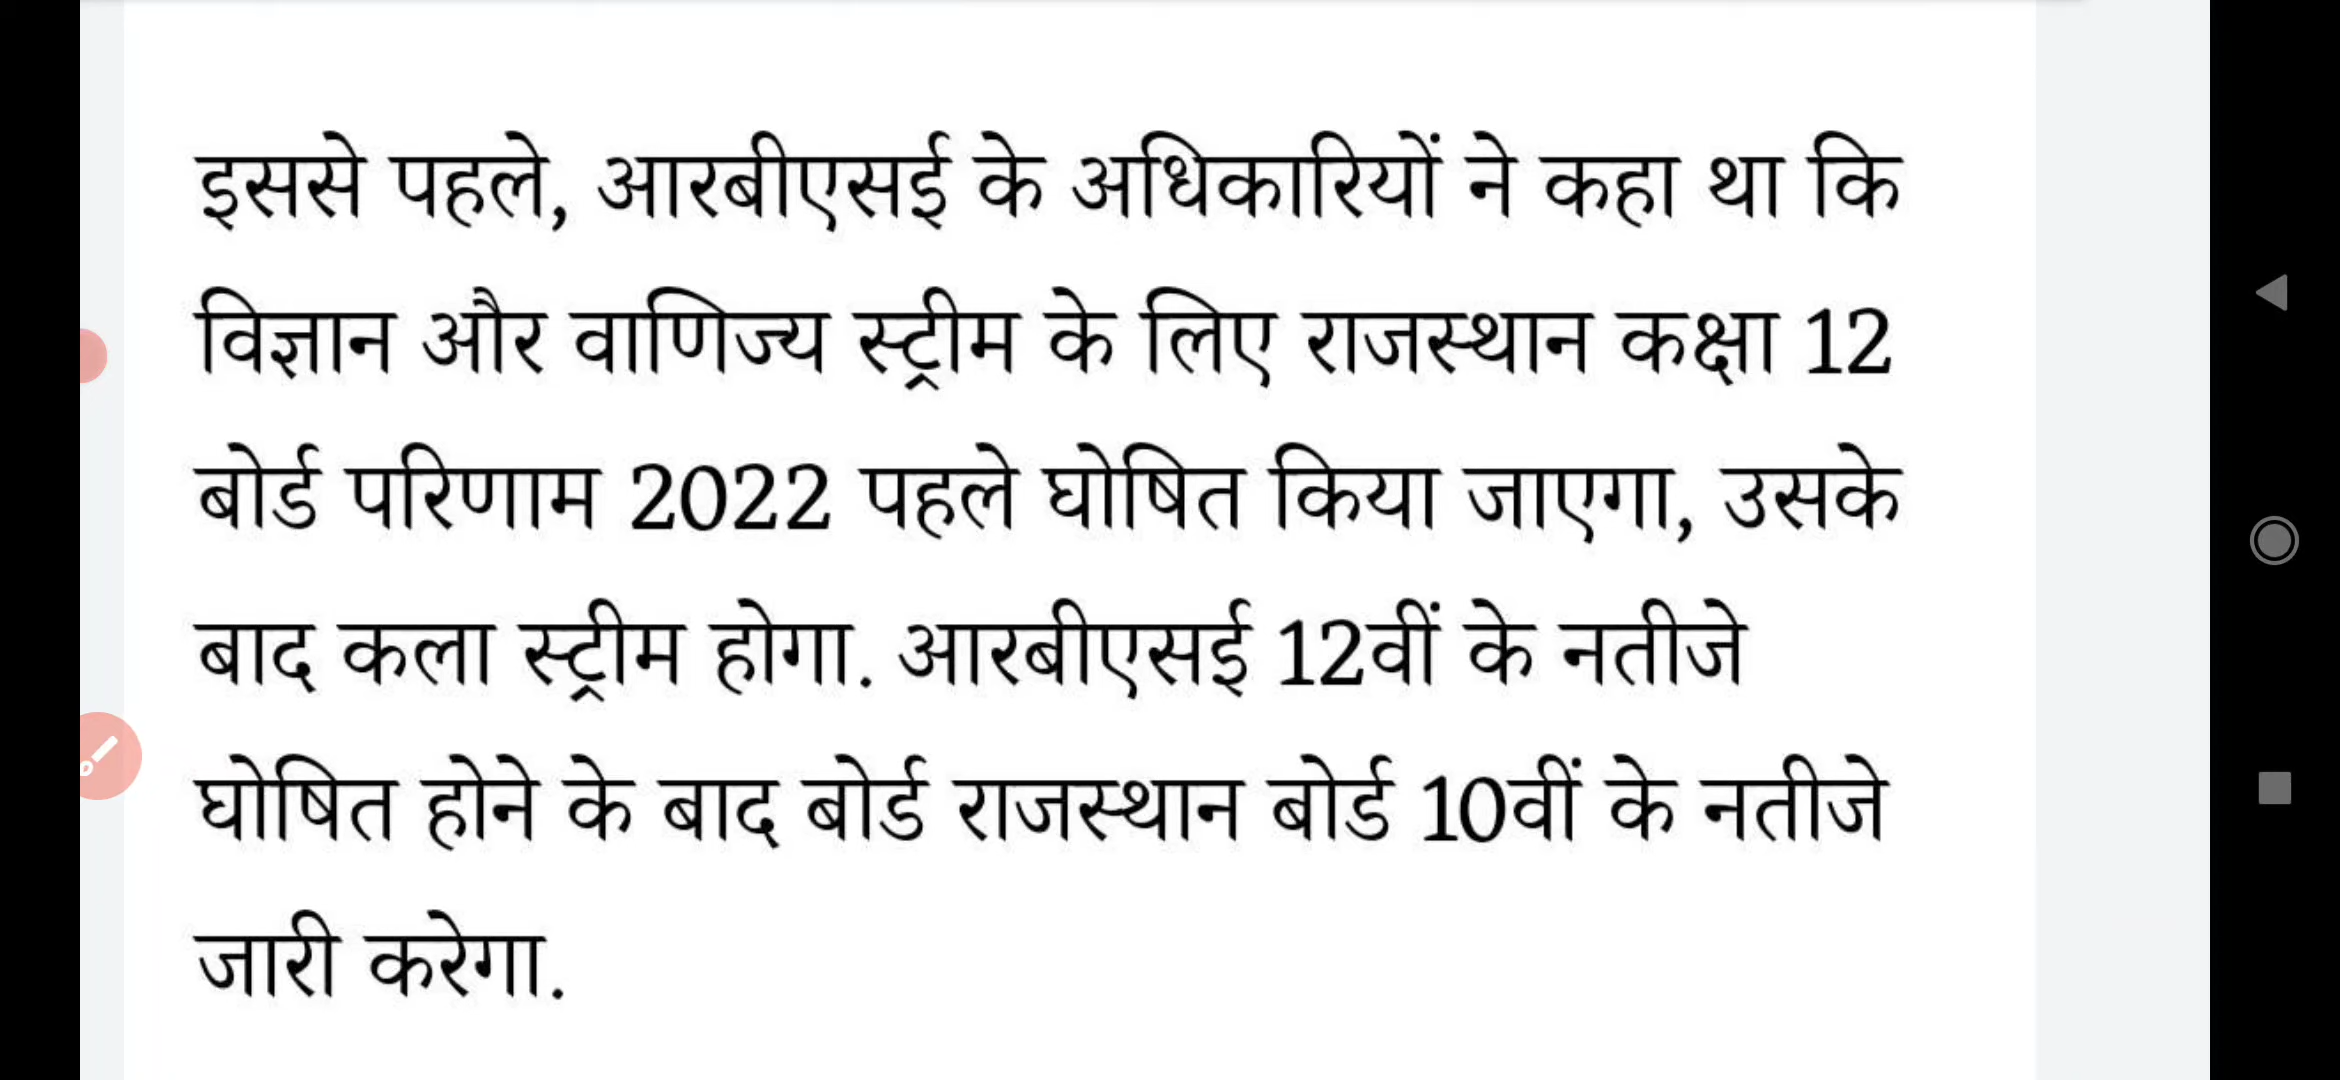 इससे पहले, आरबीएसई के अधिकारियों ने कहा था कि
विज्ञान और वाणिज्य स्ट्रीम के लिए राजस्थान कक्षा 12
बोर्ड परिणाम 2022 पहले घोषित किया जाएगा, उसके
बाद कला स्ट्रीम होगा. आरबीएसई 12वीं के नतीजे
घोषित होने के बाद बोर्ड राजस्थान बोर्ड 10वीं के नतीजे
जारी करेगा.